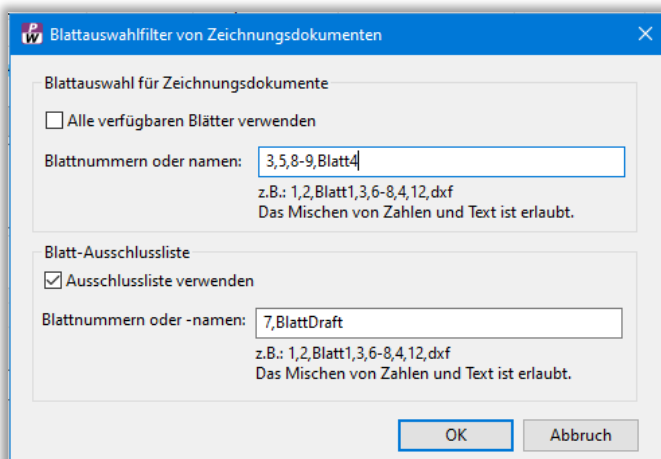 PW Blattauswahlfilter von Zeichnungsdokumenten
Blattauswahl für Zeichnungsdokumente
Alle verfügbaren Blätter verwenden
Blattnummern oder namen: 3,5,8-9,Blatt4
z.B.: 1,2,Blatt1,3,6-8,4,12,dxf
Das Mischen von Zahlen und Text ist erlaubt.
Blatt-Ausschlussliste
Ausschlussliste verwenden
Blattnummern oder -namen: 7,BlattDraft
z.B.: 1,2,Blatt1,3,6-8,4,12,dxf
Das Mischen von Zahlen und Text ist erlaubt.
OK Abbruch